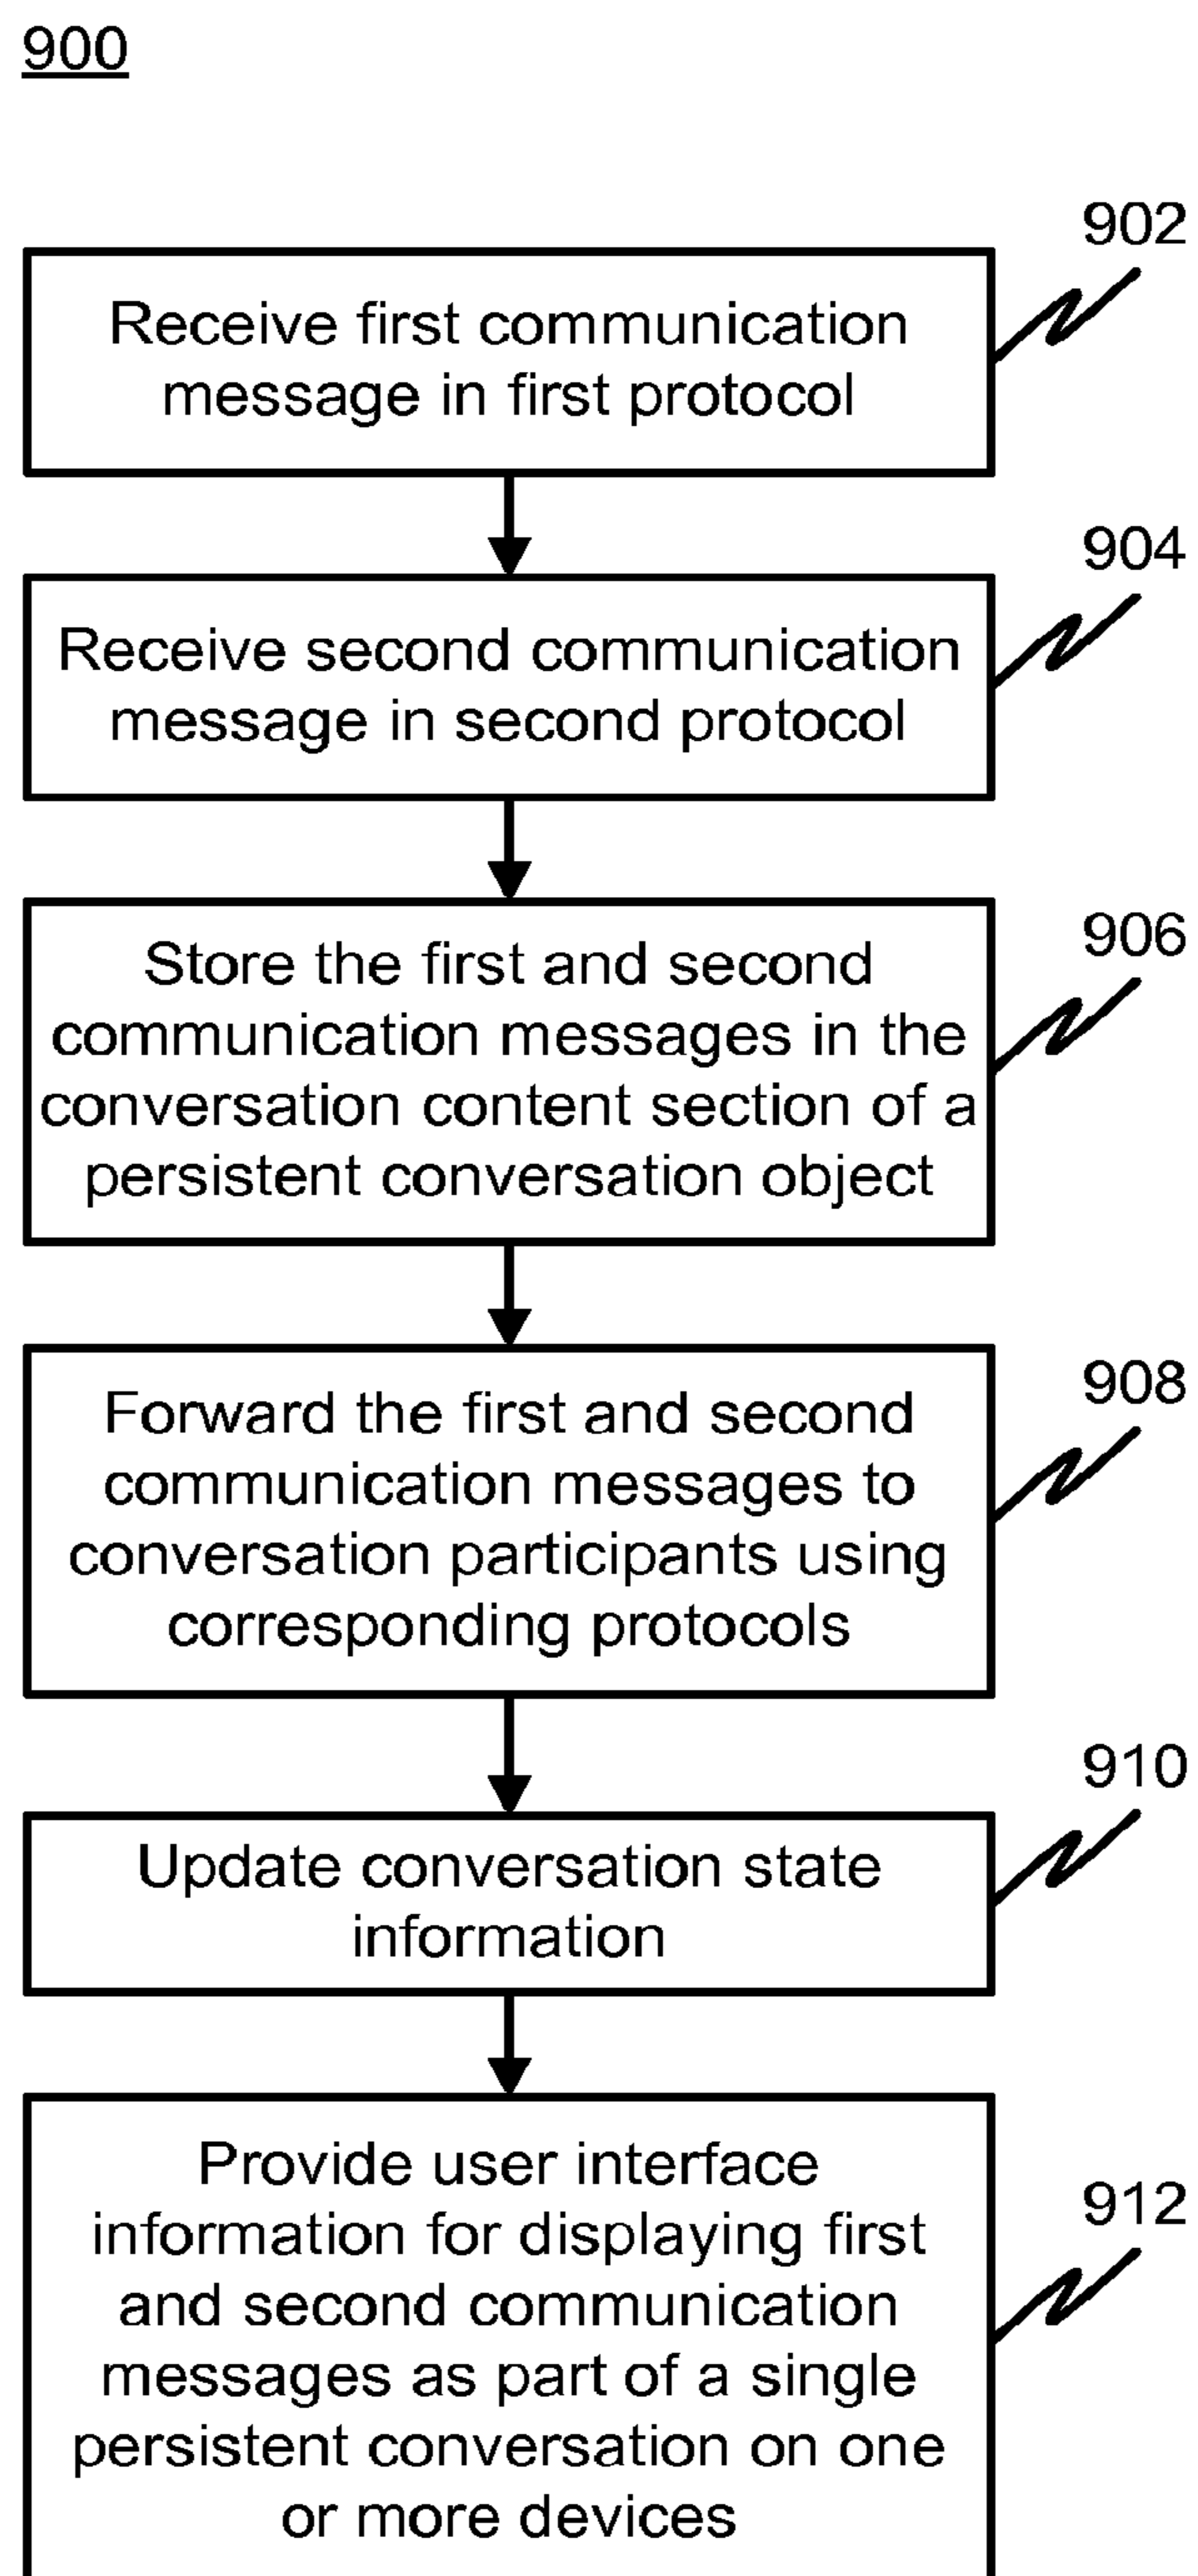 900
902
Receive first communication
message in first protocol
904
Receive second communication
message in second protocol
906
Store the first and second
communication messages in the
conversation content section of a
persistent conversation object
908
Forward the first and second
communication messages to
conversation participants using
corresponding protocols
910
Update conversation state
information
912
Provide user interface
information for displaying first
and second communication
messages as part of a single
persistent conversation on one
or more devices